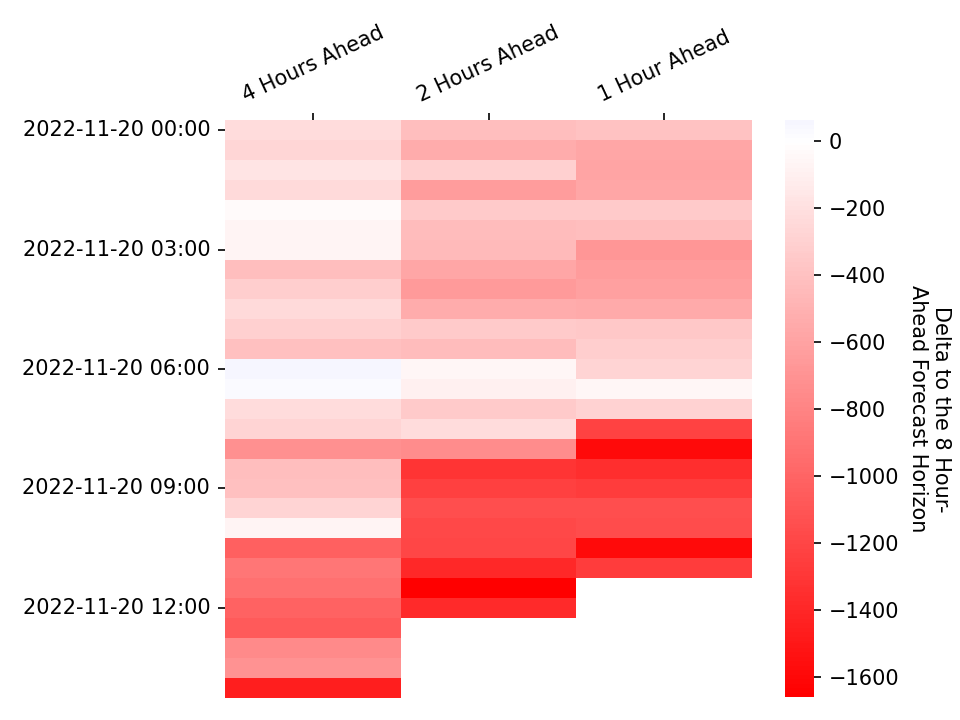 4 Hours Ahead
2 Hours Ahead
1 Hour Ahead
2022-11-20 00:00
2022-11-20 03:00
2022-11-20 06:00
2022-11-20 09:00
2022-11-20 12:00
0
−200
−400
−600
−800
−1000
−1200
−1400
−1600
Delta to the 8 Hour-
Ahead Forecast Horizon